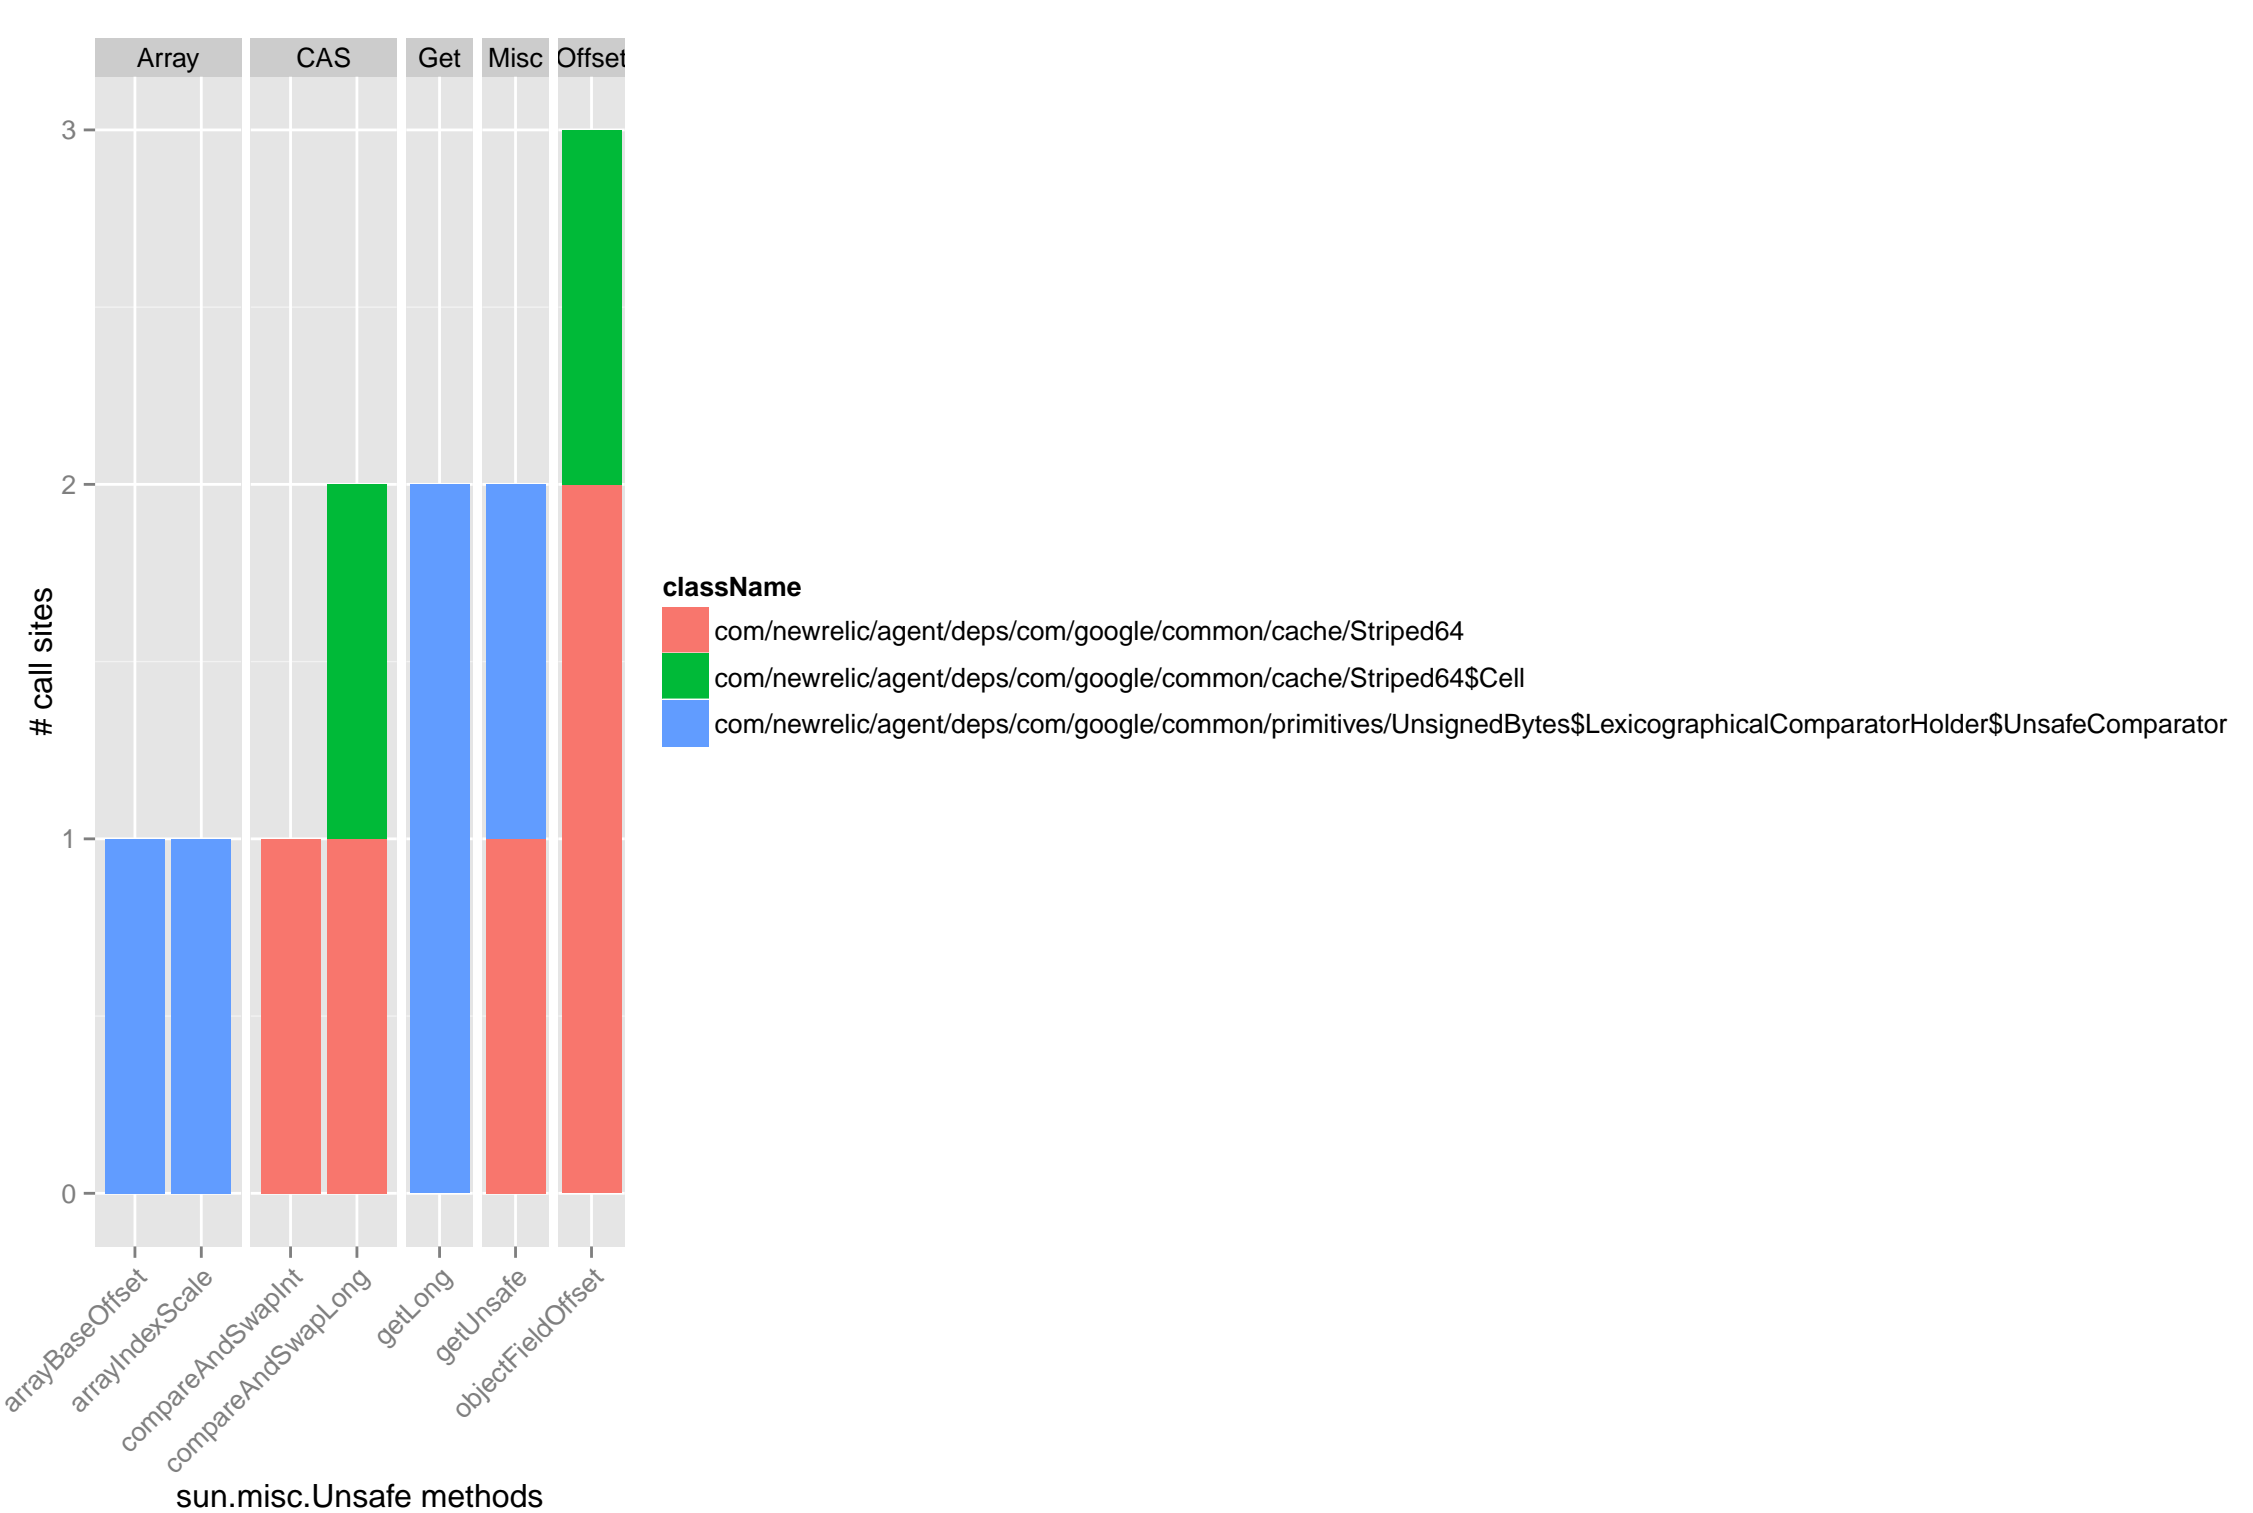 Array CAS Get Misc Offset
3
2
1
0
# call sites
arrayBaseOffset
arrayIndexScale
compareAndSwapInt
compareAndSwapLong
getLong
getUnsafe
objectFieldOffset
sun.misc.Unsafe methods
className
com/newrelic/agent/deps/com/google/common/cache/Striped64
com/newrelic/agent/deps/com/google/common/cache/Striped64$Cell
com/newrelic/agent/deps/com/google/common/primitives/UnsignedBytes$LexicographicalComparatorHolder$UnsafeComparator